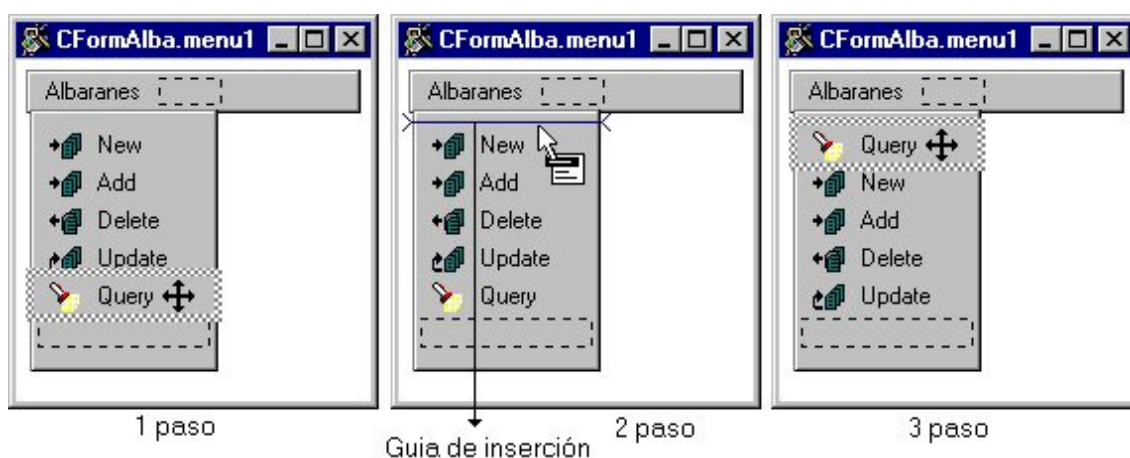 CFormAlba.menu1
Albaranes
New
Add
Delete
Update
Query
1 paso
CFormAlba.menu1
Albaranes
New
Add
Delete
Update
Query
Guia de inserción
2 paso
CFormAlba.menu1
Albaranes
Query
New
Add
Delete
Update
3 paso